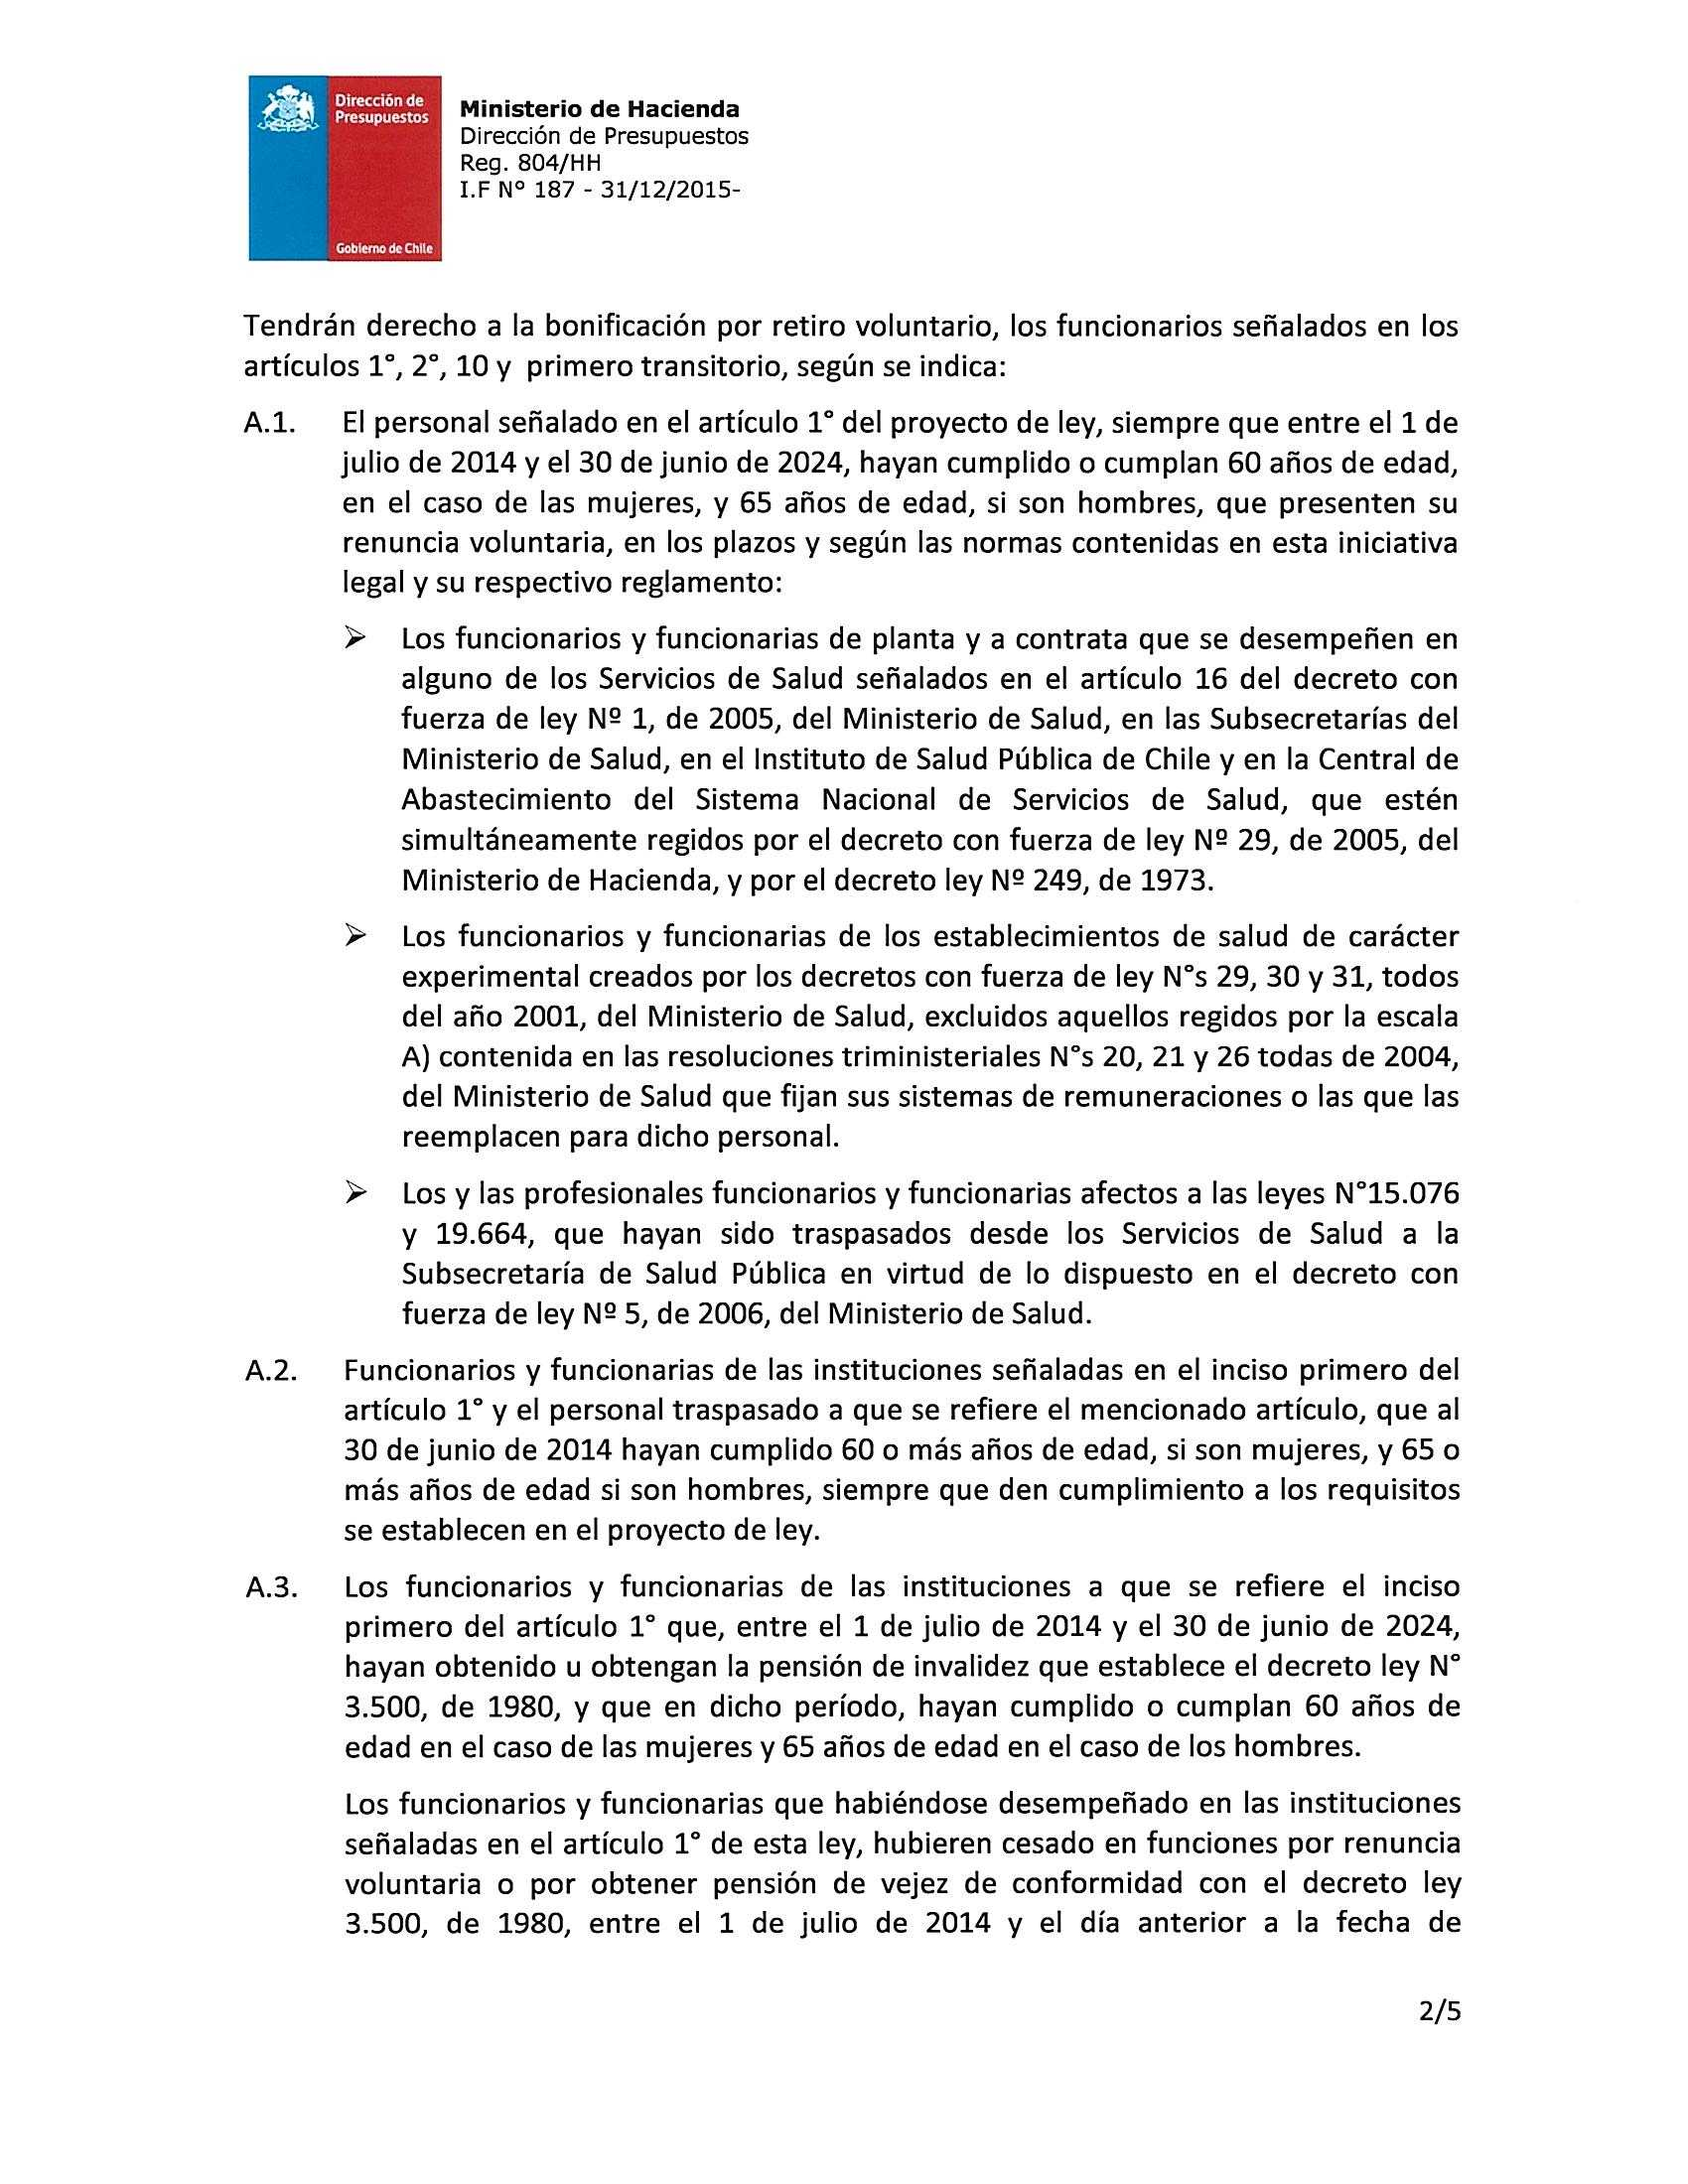 Dirección de
Presupuestos
Gobierno de Chile
Ministerio de Hacienda
Dirección de Presupuestos
Reg. 804/HH
I.F N° 187 - 31/12/2015-
Tendrán derecho a la bonificación por retiro voluntario, los funcionarios señalados en los
artículos 1°, 2°, 10 y primero transitorio, según se indica:
A.1. El personal señalado en el artículo 1° del proyecto de ley, siempre que entre el 1 de
julio de 2014 y el 30 de junio de 2024, hayan cumplido o cumplan 60 años de edad,
en el caso de las mujeres, y 65 años de edad, si son hombres, que presenten su
renuncia voluntaria, en los plazos y según las normas contenidas en esta iniciativa
legal y su respectivo reglamento:
➢ Los funcionarios y funcionarias de planta y a contrata que se desempeñen en
alguno de los Servicios de Salud señalados en el artículo 16 del decreto con
fuerza de ley Nº 1, de 2005, del Ministerio de Salud, en las Subsecretarías del
Ministerio de Salud, en el Instituto de Salud Pública de Chile y en la Central de
Abastecimiento del Sistema Nacional de Servicios de Salud, que estén
simultáneamente regidos por el decreto con fuerza de ley Nº 29, de 2005, del
Ministerio de Hacienda, y por el decreto ley Nº 249, de 1973.
➢ Los funcionarios y funcionarias de los establecimientos de salud de carácter
experimental creados por los decretos con fuerza de ley N°s 29, 30 y 31, todos
del año 2001, del Ministerio de Salud, excluidos aquellos regidos por la escala
A) contenida en las resoluciones triministeriales N°s 20, 21 y 26 todas de 2004,
del Ministerio de Salud que fijan sus sistemas de remuneraciones o las que las
reemplacen para dicho personal.
➢ Los y las profesionales funcionarios y funcionarias afectos a las leyes N°15.076
y 19.664, que hayan sido traspasados desde los Servicios de Salud a la
Subsecretaría de Salud Pública en virtud de lo dispuesto en el decreto con
fuerza de ley Nº 5, de 2006, del Ministerio de Salud.
A.2. Funcionarios y funcionarias de las instituciones señaladas en el inciso primero del
artículo 1° y el personal traspasado a que se refiere el mencionado artículo, que al
30 de junio de 2014 hayan cumplido 60 o más años de edad, si son mujeres, y 65 o
más años de edad si son hombres, siempre que den cumplimiento a los requisitos
se establecen en el proyecto de ley.
A.3. Los funcionarios y funcionarias de las instituciones a que se refiere el inciso
primero del artículo 1° que, entre el 1 de julio de 2014 y el 30 de junio de 2024,
hayan obtenido u obtengan la pensión de invalidez que establece el decreto ley N°
3.500, de 1980, y que en dicho período, hayan cumplido o cumplan 60 años de
edad en el caso de las mujeres y 65 años de edad en el caso de los hombres.
Los funcionarios y funcionarias que habiéndose desempeñado en las instituciones
señaladas en el artículo 1° de esta ley, hubieren cesado en funciones por renuncia
voluntaria o por obtener pensión de vejez de conformidad con el decreto ley
3.500, de 1980, entre el 1 de julio de 2014 y el día anterior a la fecha de
2/5